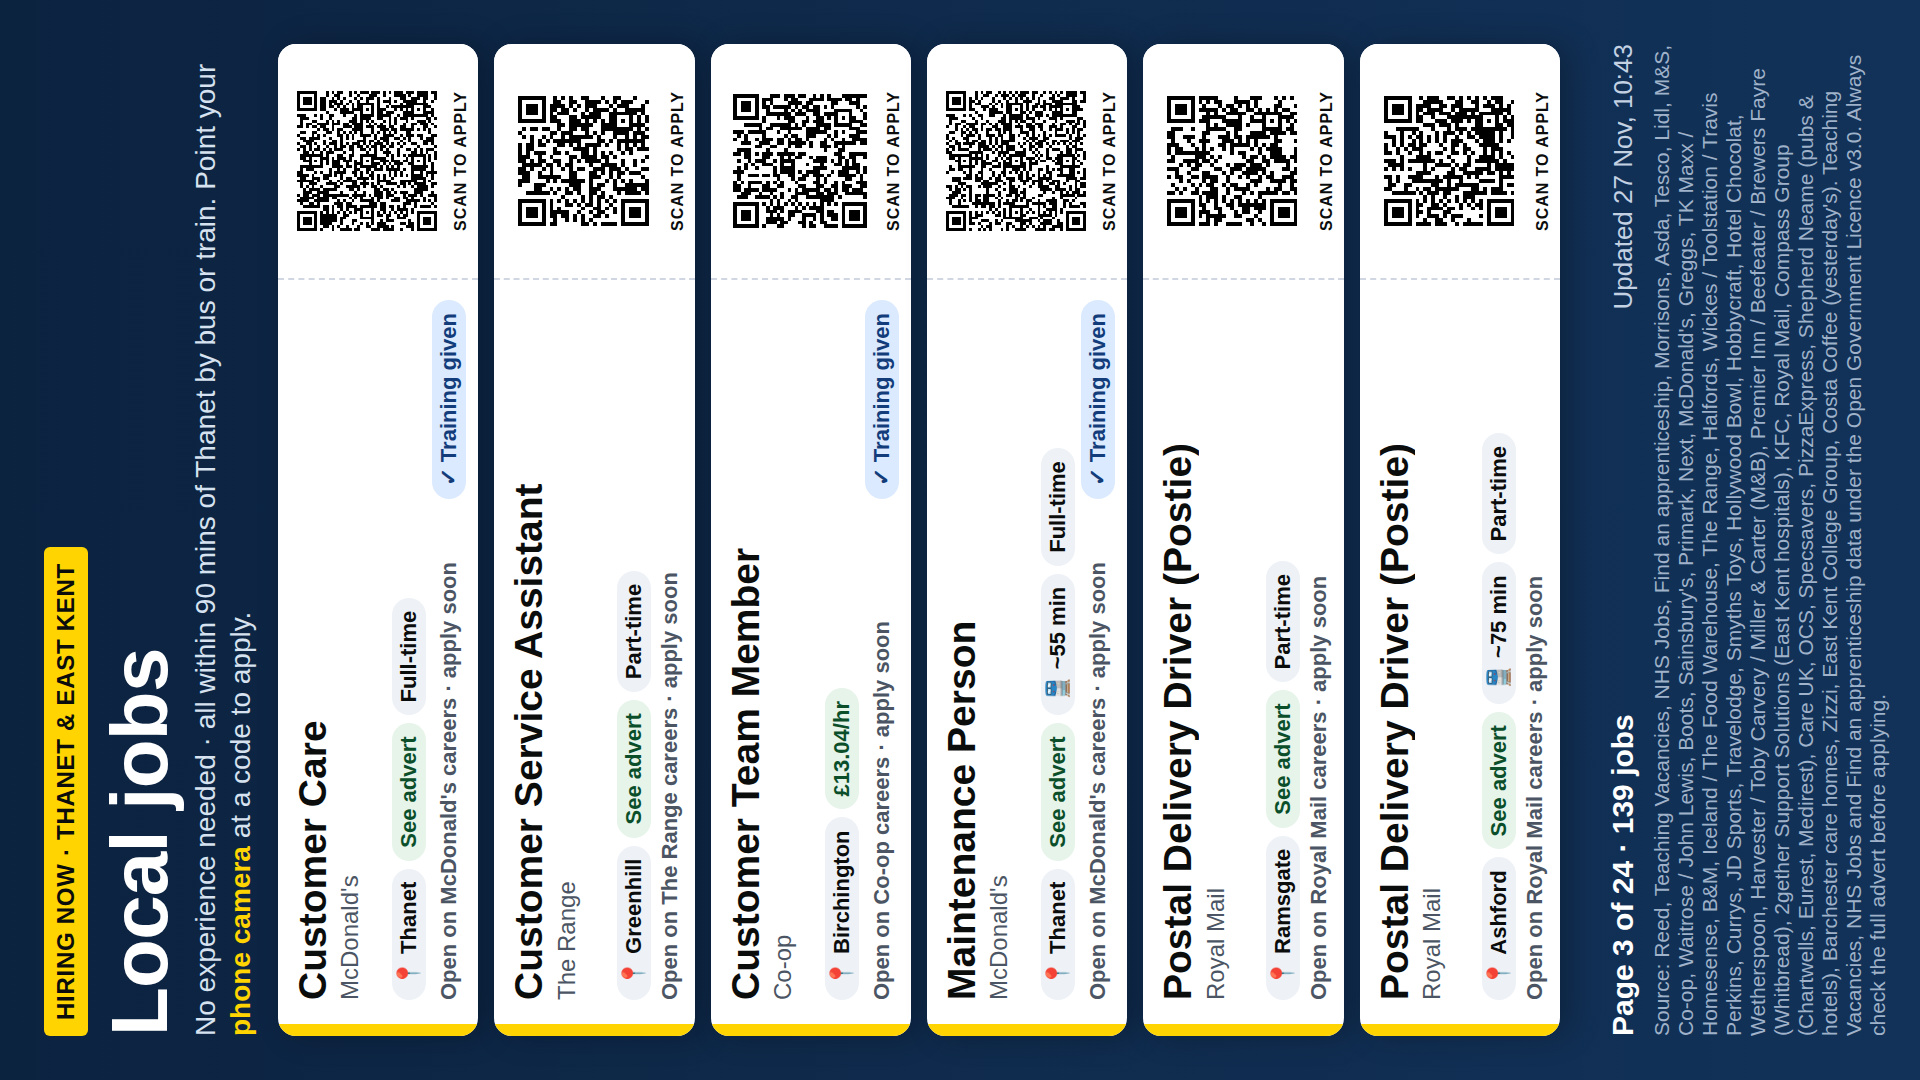 HIRING NOW · THANET & EAST KENT
Local jobs
No experience needed · all within 90 mins of Thanet by bus or train. Point your
phone camera at a code to apply.
Customer Care
McDonald's
📍 Thanet See advert Full-time
Open on McDonald's careers · apply soon ✓ Training given
SCAN TO APPLY
Customer Service Assistant
The Range
📍 Greenhill See advert Part-time
Open on The Range careers · apply soon
SCAN TO APPLY
Customer Team Member
Co-op
📍 Birchington £13.04/hr
Open on Co-op careers · apply soon ✓ Training given
SCAN TO APPLY
Maintenance Person
McDonald's
📍 Thanet See advert 🚆 ~55 min Full-time
Open on McDonald's careers · apply soon ✓ Training given
SCAN TO APPLY
Postal Delivery Driver (Postie)
Royal Mail
📍 Ramsgate See advert Part-time
Open on Royal Mail careers · apply soon
SCAN TO APPLY
Postal Delivery Driver (Postie)
Royal Mail
📍 Ashford See advert 🚆 ~75 min Part-time
Open on Royal Mail careers · apply soon
SCAN TO APPLY
Page 3 of 24 · 139 jobs Updated 27 Nov, 10:43
Source: Reed, Teaching Vacancies, NHS Jobs, Find an apprenticeship, Morrisons, Asda, Tesco, Lidl, M&S,
Co-op, Waitrose / John Lewis, Boots, Sainsbury's, Primark, Next, McDonald's, Greggs, TK Maxx /
Homesense, B&M, Iceland / The Food Warehouse, The Range, Halfords, Wickes / Toolstation / Travis
Perkins, Currys, JD Sports, Travelodge, Smyths Toys, Hollywood Bowl, Hobbycraft, Hotel Chocolat,
Wetherspoon, Harvester / Toby Carvery / Miller & Carter (M&B), Premier Inn / Beefeater / Brewers Fayre
(Whitbread), 2gether Support Solutions (East Kent hospitals), KFC, Royal Mail, Compass Group
(Chartwells, Eurest, Medirest), Care UK, OCS, Specsavers, PizzaExpress, Shepherd Neame (pubs &
hotels), Barchester care homes, Zizzi, East Kent College Group, Costa Coffee (yesterday's). Teaching
Vacancies, NHS Jobs and Find an apprenticeship data under the Open Government Licence v3.0. Always
check the full advert before applying.